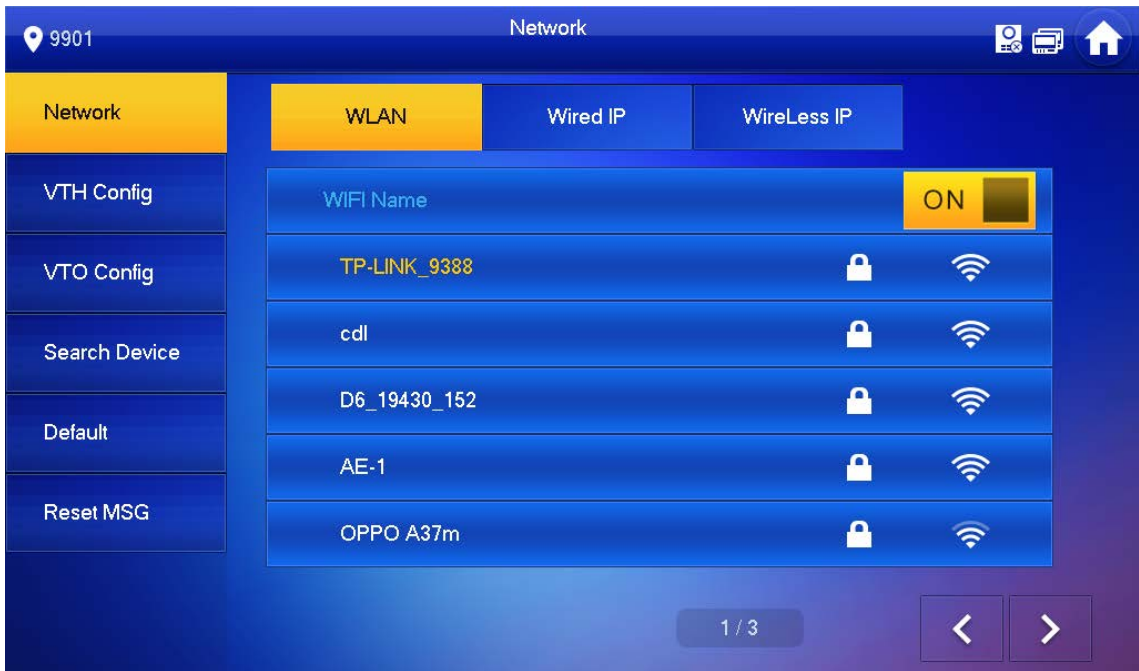 9901
Network
Network
VTH Config
VTO Config
Search Device
Default
Reset MSG
WLAN
Wired IP
WireLess IP
WIFI Name
ON
TP-LINK_9388
cdl
D6_19430_152
AE-1
OPPO A37m
1 / 3